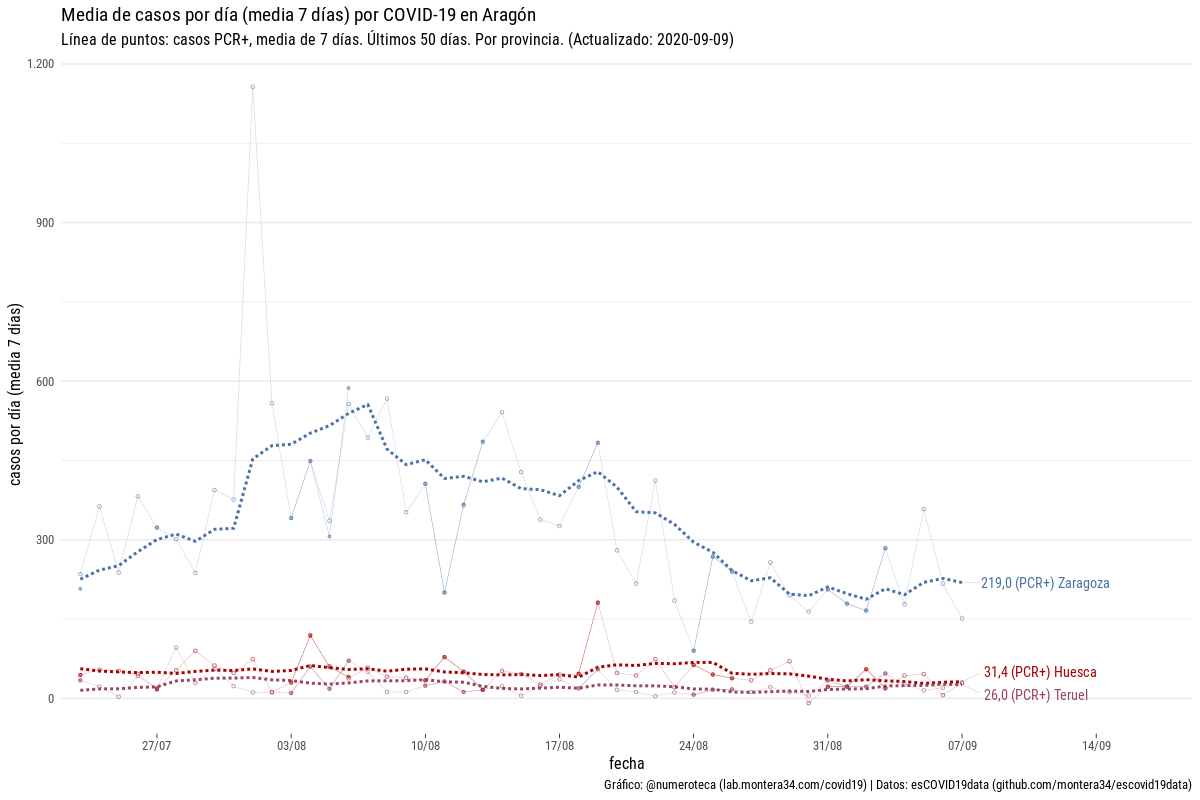 Media de casos por día (media 7 días) por COVID-19 en Aragón
Línea de puntos: casos PCR+, media de 7 días. Últimos 50 días. Por provincia. (Actualizado: 2020-09-09)
casos por día (media 7 días)
1.200
900
600
300
0
219,0 (PCR+) Zaragoza
31,4 (PCR+) Huesca
26,0 (PCR+) Teruel
27/07 03/08 10/08 17/08 24/08 31/08 07/09 14/09
fecha
Gráfico: @numeroteca (lab.montera34.com/covid19) | Datos: esCOVID19data (github.com/montera34/escovid19data)